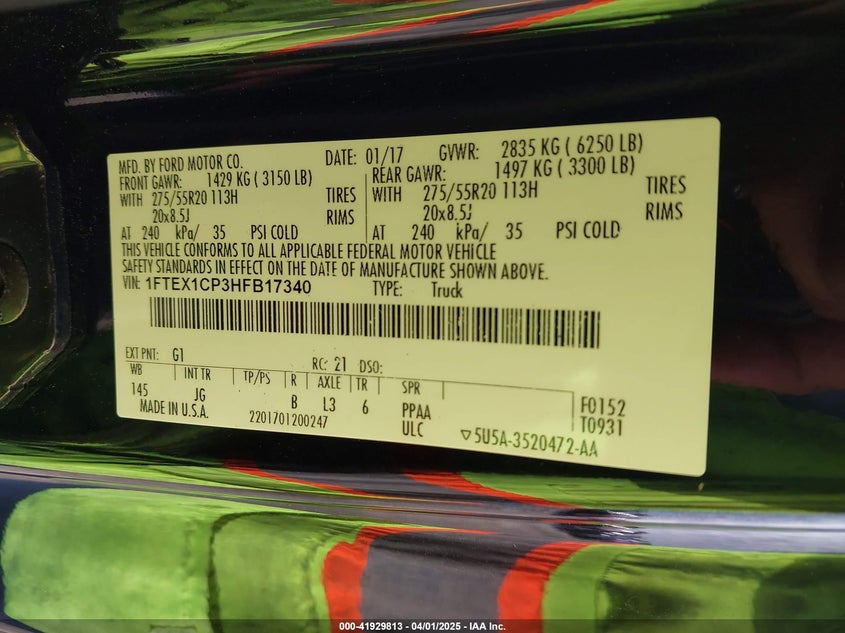 MFD. BY FORD MOTOR CO. DATE: 01/17 GVWR: 2835 KG ( 6250 LB)
FRONT GAWR: 1429 KG ( 3150 LB) REAR GAWR: 1497 KG ( 3300 LB)
WITH 275/55R20 113H TIRES WITH 275/55R20 113H TIRES
20x8.5J RIMS 20x8.5J RIMS
AT 240 kPa/ 35 PSI COLD AT 240 kPa/ 35 PSI COLD
THIS VEHICLE CONFORMS TO ALL APPLICABLE FEDERAL MOTOR VEHICLE
SAFETY STANDARDS IN EFFECT ON THE DATE OF MANUFACTURE SHOWN ABOVE.
VIN: 1FTEX1CP3HFB17340 TYPE: Truck
EXT PNT: G1 RC: 21 DSO:
WB INT TR TP/PS R AXLE TR SPR
145 JG B L3 6 PPAA F0152
MADE IN U.S.A. 2201701200247 ULC T0931
▽5U5A-3520472-AA
000-41929813 - 04/01/2025 - IAA Inc.